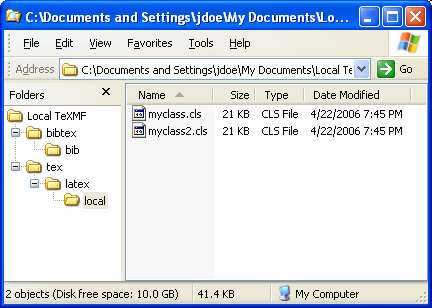 C:\Documents and Settings\jdoe\My Documents\Lo...
File Edit View Favorites Tools
Address C:\Documents and Settings\jdoe\My Documents\Local Te Go
Folders Name Size Type Date Modified
Local TeXMF myclass.cls 21 KB CLS File 4/22/2006 7:45 PM
bibtex myclass2.cls 21 KB CLS File 4/22/2006 7:45 PM
bib
tex
latex
local
2 objects (Disk free space: 10.0 GB) 41.4 KB My Computer